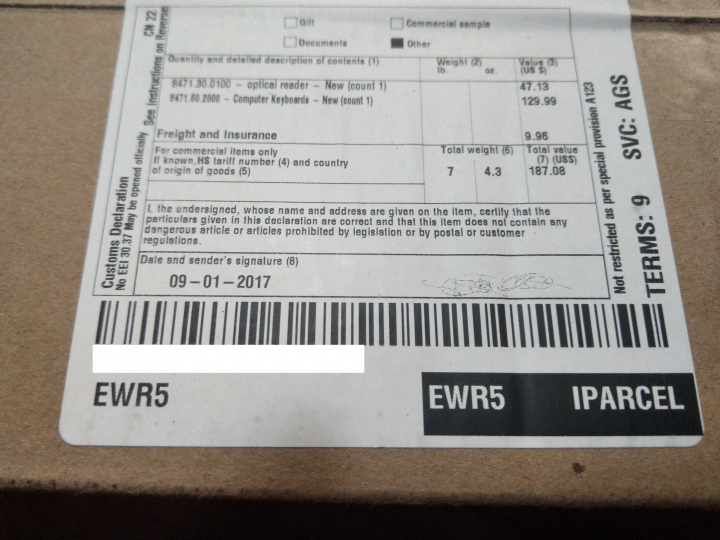 CN 22
See Instructions on Reverse
Customs Declaration
No EEI 30.37 May be opened officially
Gift
Commercial sample
Documents
Other
Quantity and detailed description of contents (1)
Weight (2)
lb. oz.
Value (3)
(US $)
8471.30.0100 - optical reader - New (count 1)
47.13
8471.60.2000 - Computer Keyboards - New (count 1)
129.99
Freight and Insurance
9.96
For commercial items only
If known,HS tariff number (4) and country
of origin of goods (5)
Total weight (6)
7 4.3
Total value
(7) (US$)
187.08
I, the undersigned, whose name and address are given on the item, certify that the
particulars given in this declaration are correct and that this item does not contain any
dangerous article or articles prohibited by legislation or by postal or customer
regulations.
Date and sender's signature (8)
09-01-2017
Not restricted as per special provision A123
TERMS: 9 SVC: AGS
EWR5
EWR5 IPARCEL